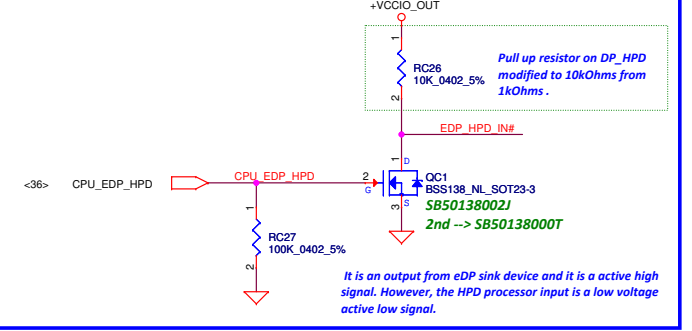 +VCCIO_OUT
1
RC26
10K_0402_5%
2
Pull up resistor on DP_HPD
modified to 10kOhms from
1kOhms .
EDP_HPD_IN#
1
D
<36>
CPU_EDP_HPD
CPU_EDP_HPD
2
G
QC1
BSS138_NL_SOT23-3
S
3
SB50138002J
2nd --> SB50138000T
1
RC27
100K_0402_5%
2
It is an output from eDP sink device and it is a active high
signal. However, the HPD processor input is a low voltage
active low signal.